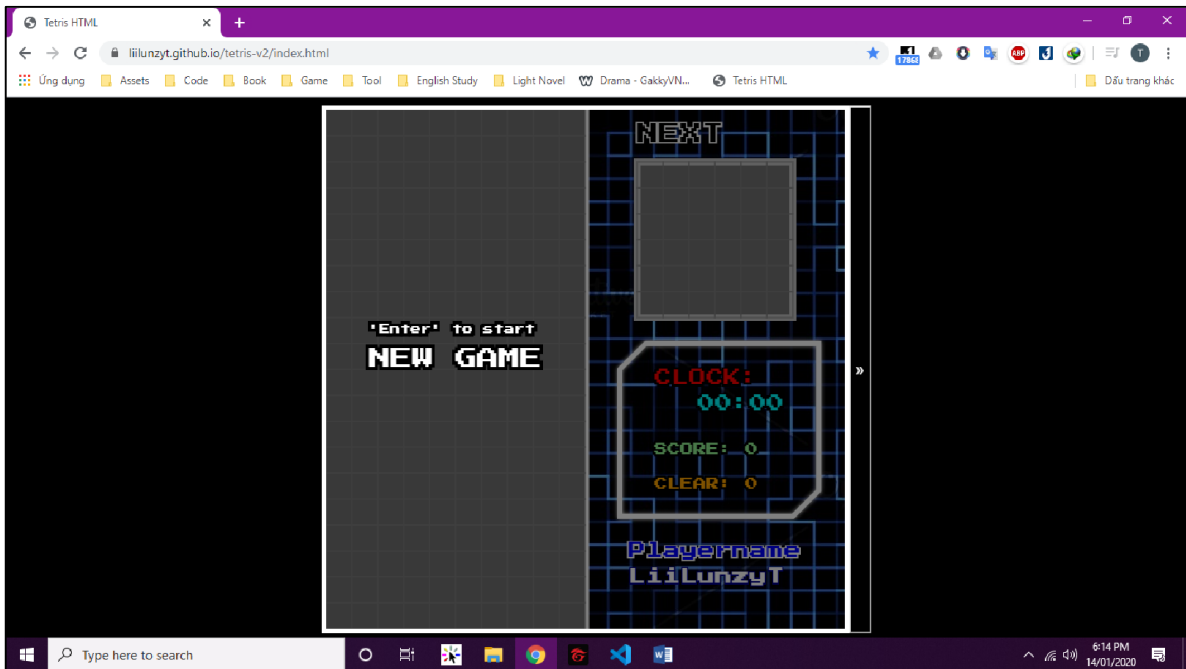 Tetris HTML
liilunzyt.github.io/tetris-v2/index.html
17868
ABP
T
Ứng dụng Assets Code Book Game Tool English Study Light Novel Drama - GakkyVN... Tetris HTML Dấu trang khác
NEXT
'Enter' to start
NEW GAME
CLOCK:
00:00
»
SCORE: 0
CLEAR: 0
Playername
LiiLunzyT
Type here to search
6:14 PM
14/01/2020